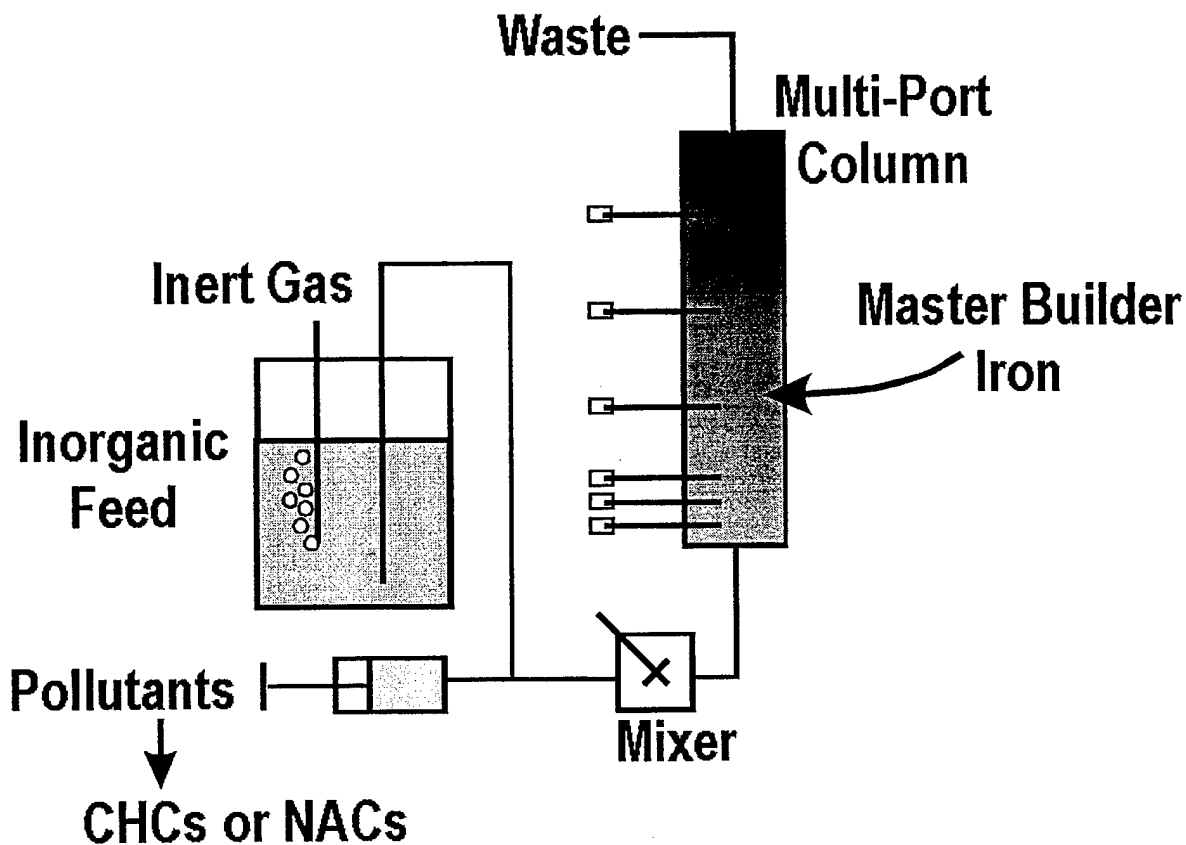 Waste
Multi-Port
Column
Inert Gas
Master Builder
Iron
Inorganic
Feed
Pollutants
Mixer
CHCs or NACs